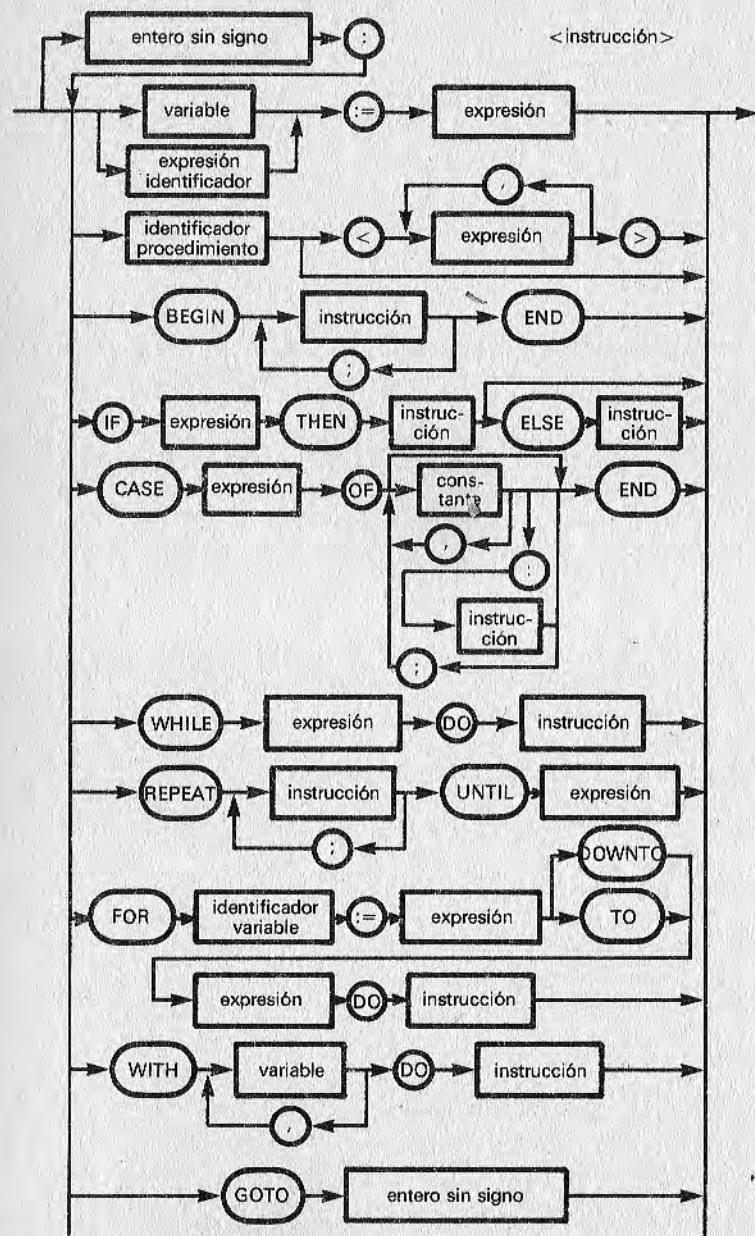 entero sin signo : <instrucción>
variable := expresión
expresión
identificador
,
identificador
procedimiento < expresión >
BEGIN instrucción END
;
IF expresión THEN instruc-
ción ELSE instruc-
ción
CASE expresión OF cons-
tante END
,
:
instruc-
ción
;
WHILE expresión DO instrucción
REPEAT instrucción UNTIL expresión
;
DOWNTO
FOR identificador
variable := expresión TO
expresión DO instrucción
WITH variable DO instrucción
,
GOTO entero sin signo